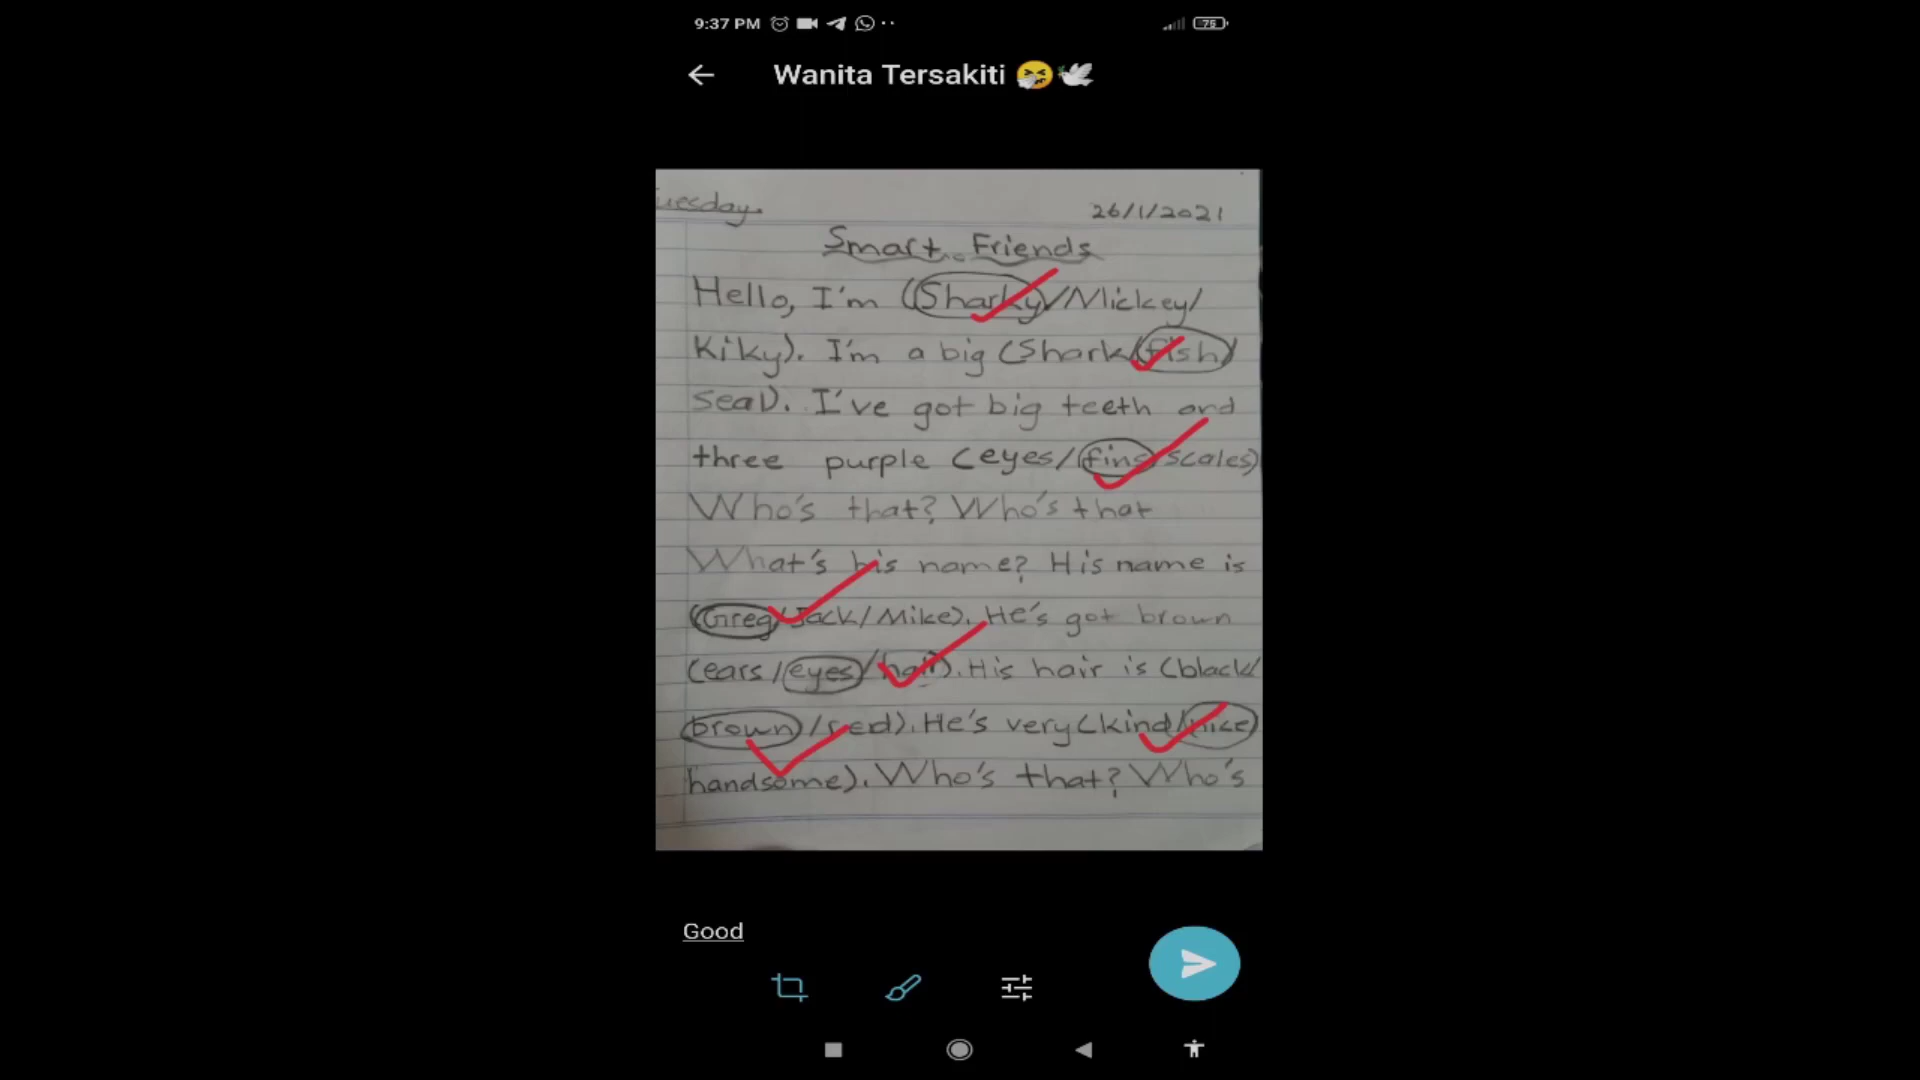 9:37 PM
75
Wanita Tersakiti
uesday.
26/1/2021
Smart Friends
Hello, I'm (Sharky/Mickey/
Kiky). I'm a big (Shark/fish/
seal). I've got big teeth and
three purple (eyes/fins/scales)
Who's that? Who's that
What's his name? His name is
(Greg/Jack/Mike). He's got brown
(ears/eyes/hair). His hair is (black/
brown/red). He's very (kind/nice/
handsome). Who's that? Who's
Good